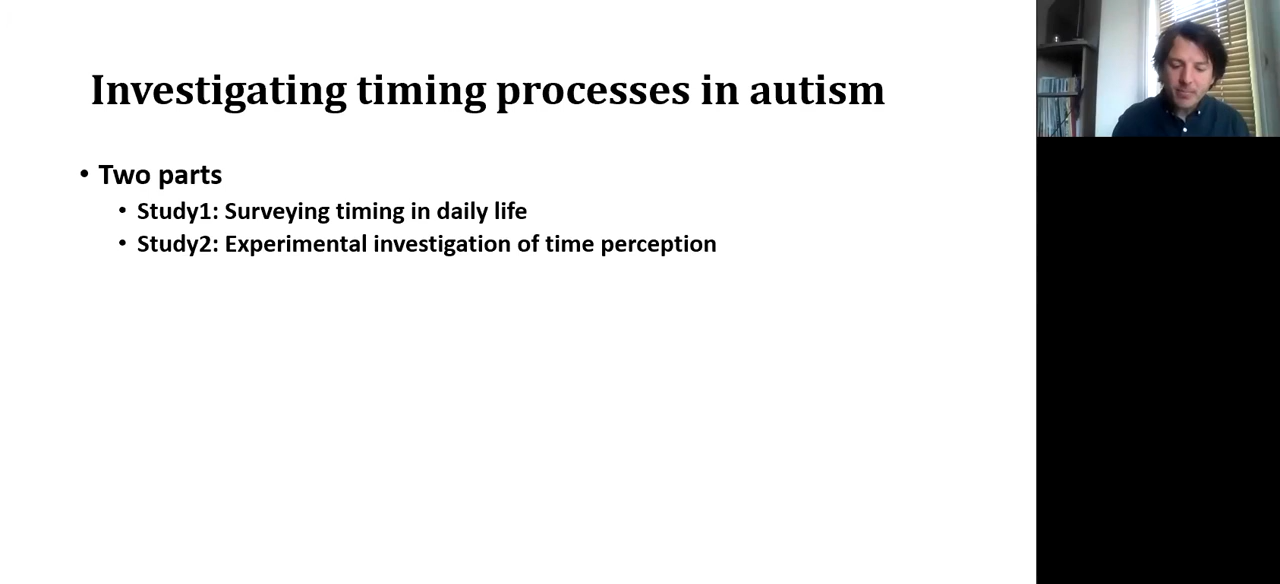 Investigating timing processes in autism
• Two parts
• Study1: Surveying timing in daily life
• Study2: Experimental investigation of time perception